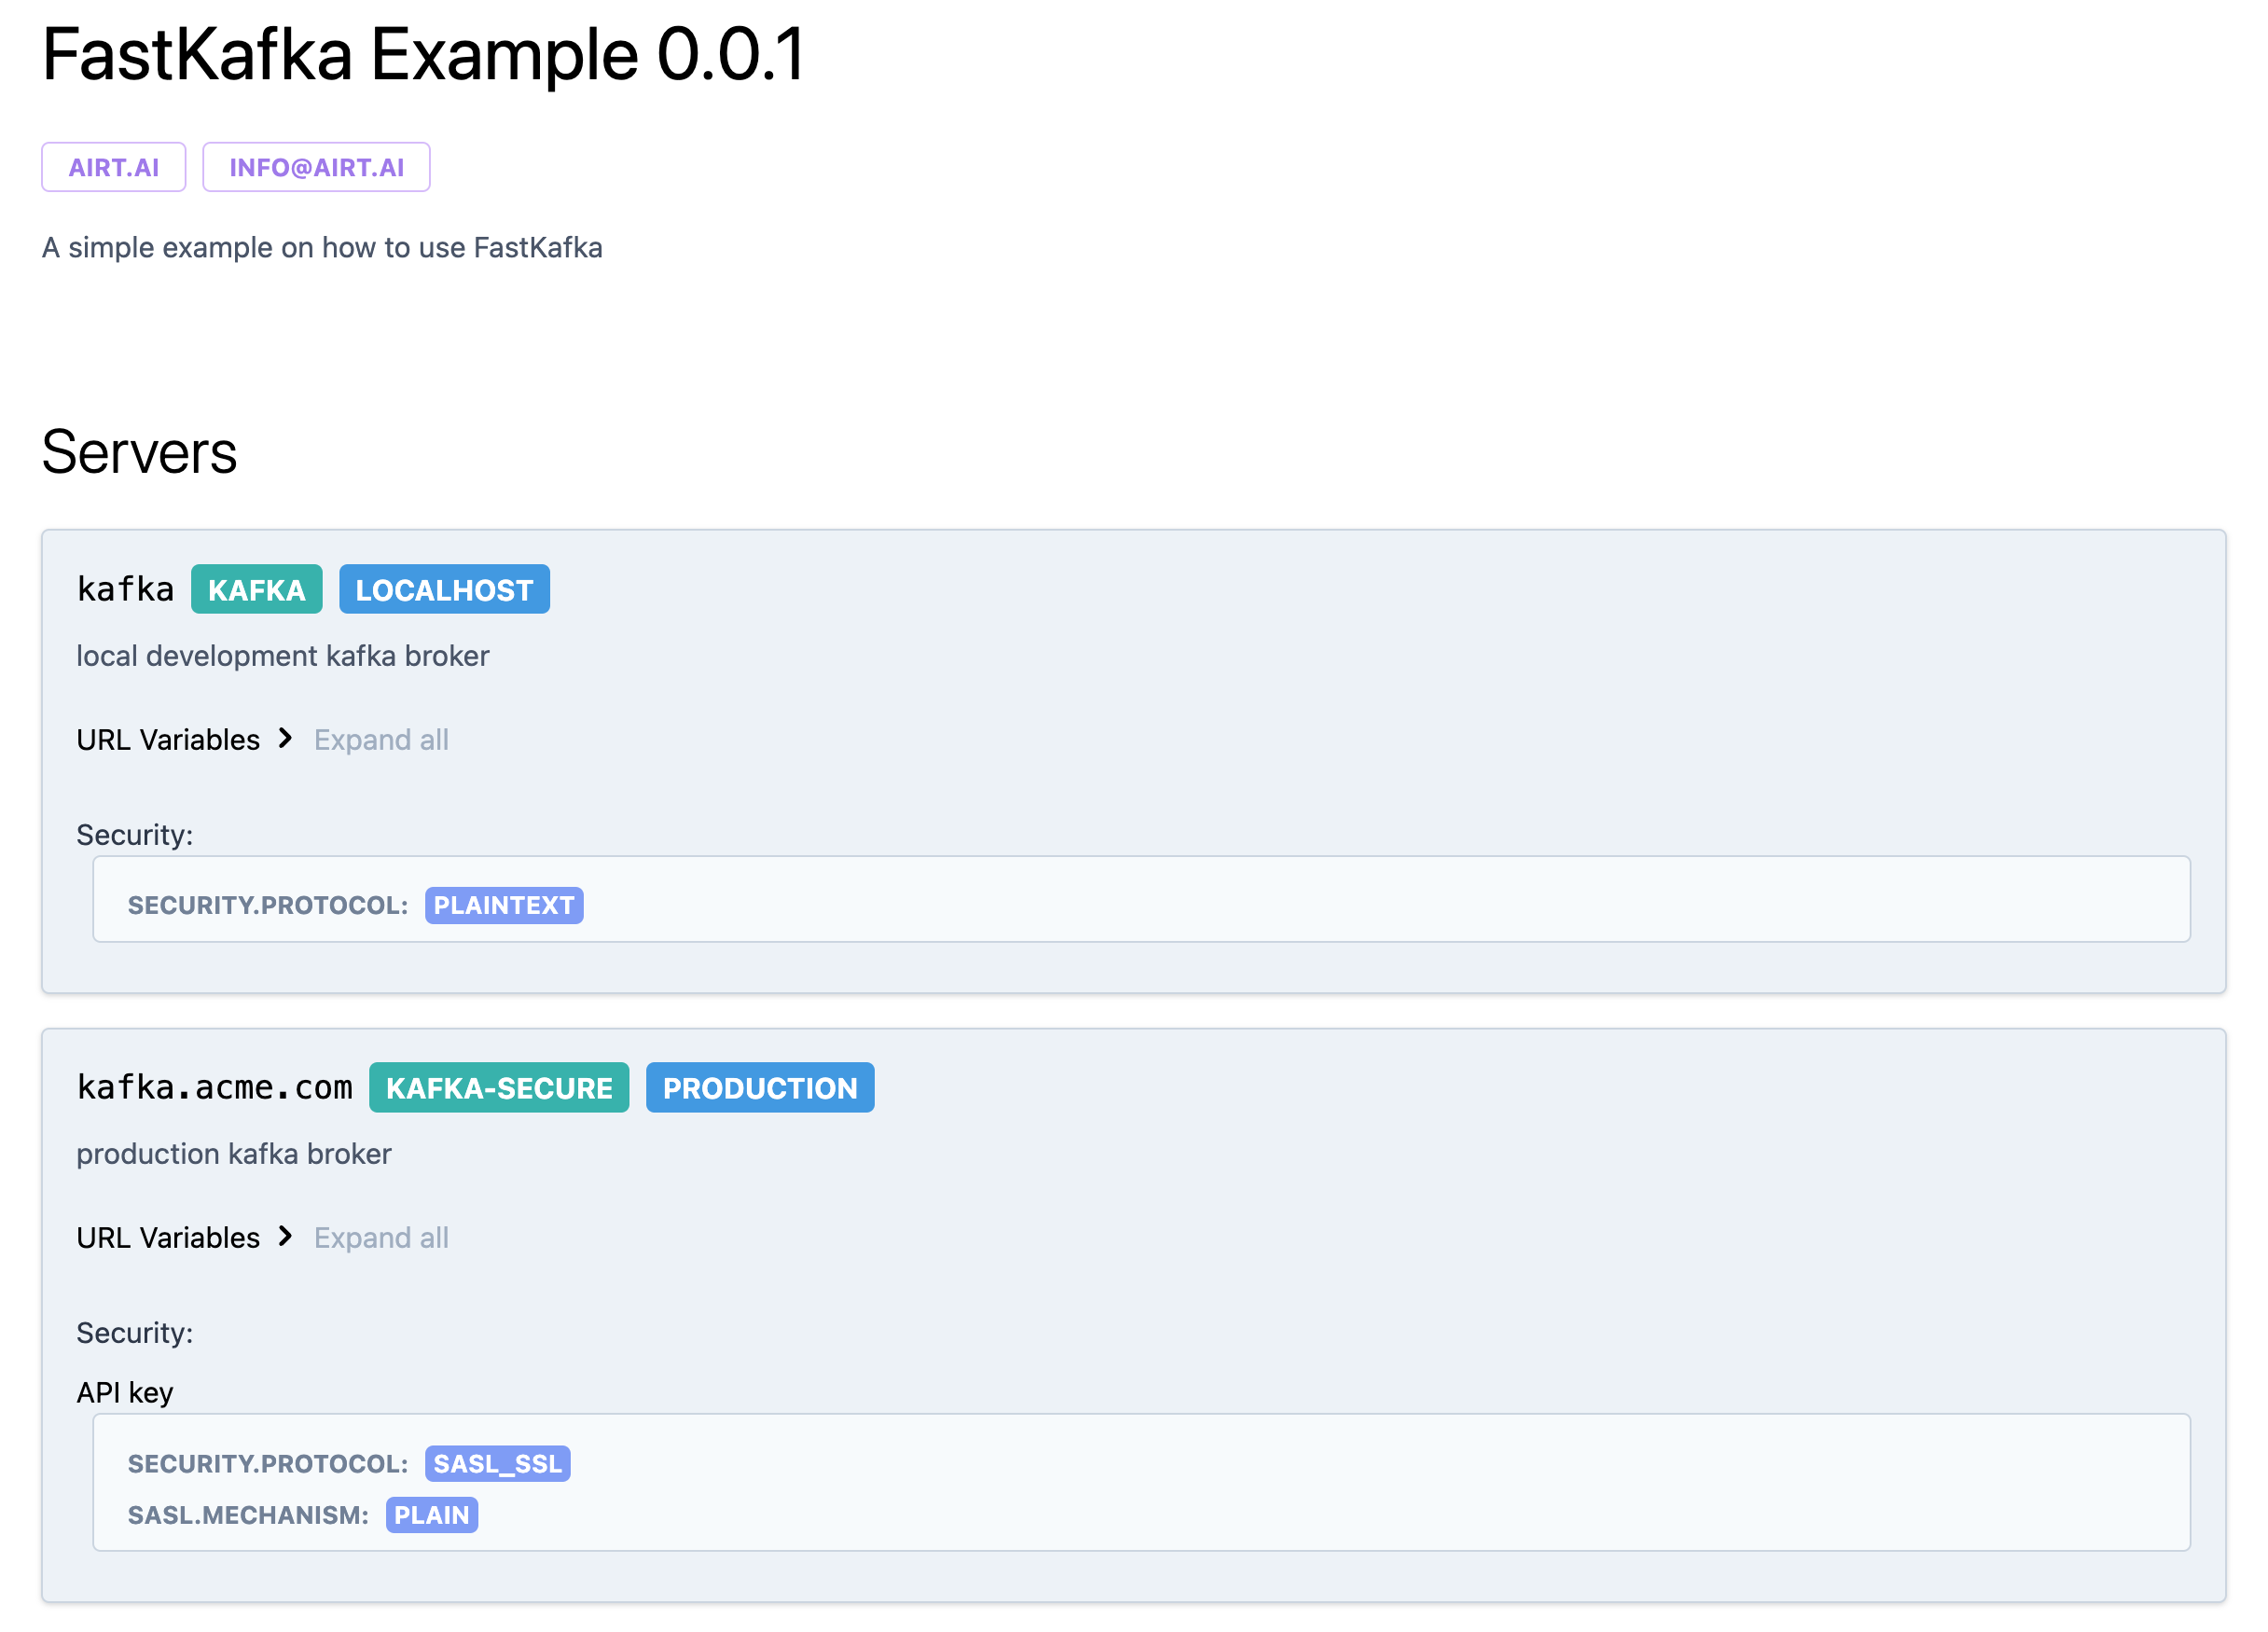 FastKafka Example 0.0.1
AIRT.AI INFO@AIRT.AI
A simple example on how to use FastKafka
Servers
kafka KAFKA LOCALHOST
local development kafka broker
URL Variables Expand all
Security:
SECURITY.PROTOCOL: PLAINTEXT
kafka.acme.com KAFKA-SECURE PRODUCTION
production kafka broker
URL Variables Expand all
Security:
API key
SECURITY.PROTOCOL: SASL_SSL
SASL.MECHANISM: PLAIN